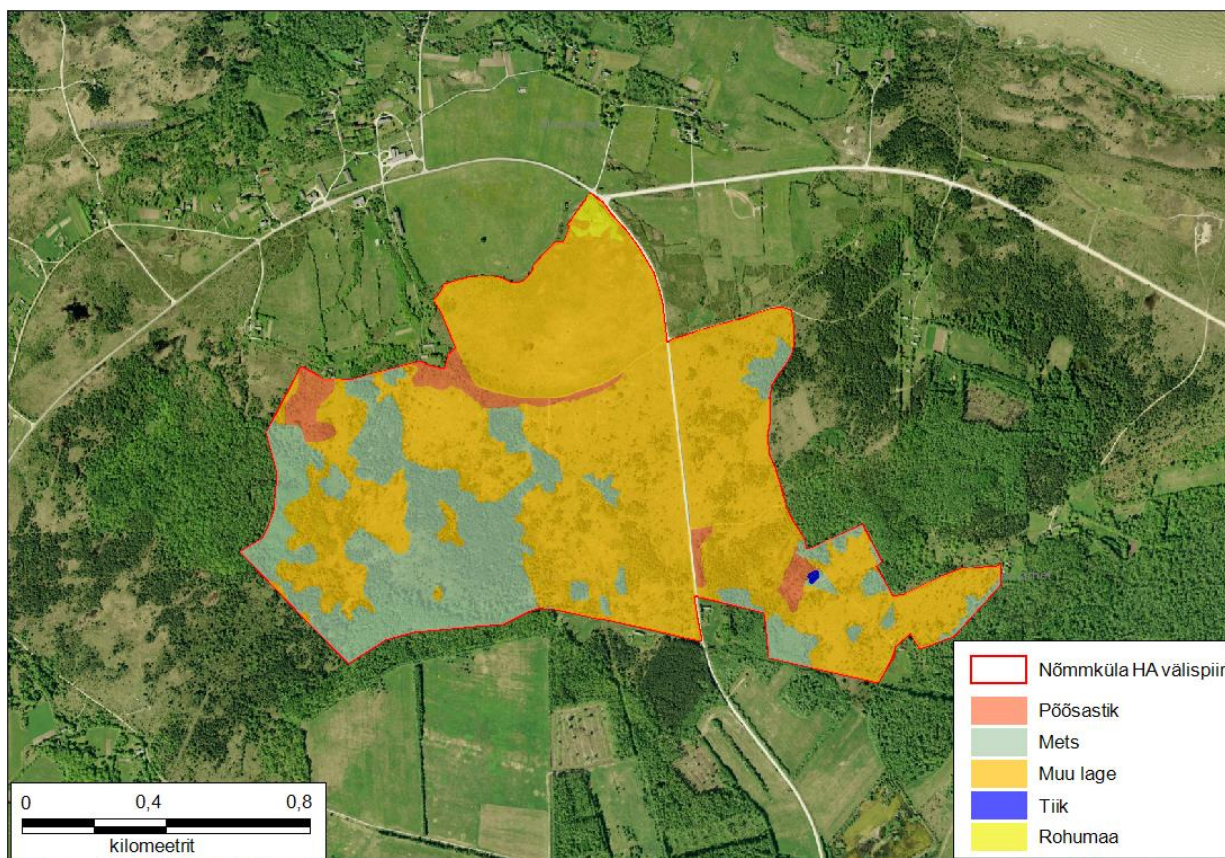 Nõmmküla HA välispiir
Põõsastik
Mets
Muu lage
Tiik
Rohumaa
0 0,4 0,8
kilomeetrit